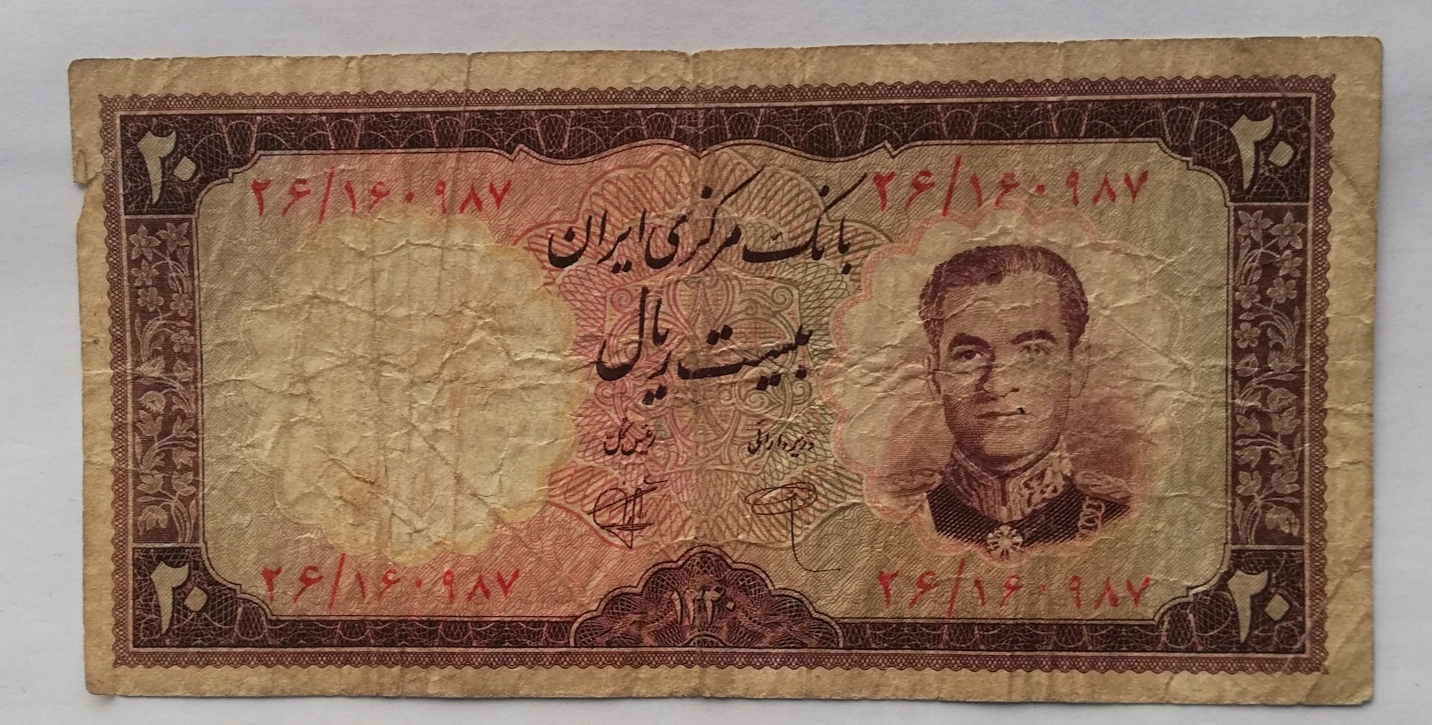 ۲۰
۲۰
۲۶/۱۶۰۹۸۷
۲۶/۱۶۰۹۸۷
بانک مرکزی ایران
بیست ریال
وزیر دارائی
رئیس کل
۲۶/۱۶۰۹۸۷
۲۶/۱۶۰۹۸۷
۱۳۴۰
۲۰
۲۰